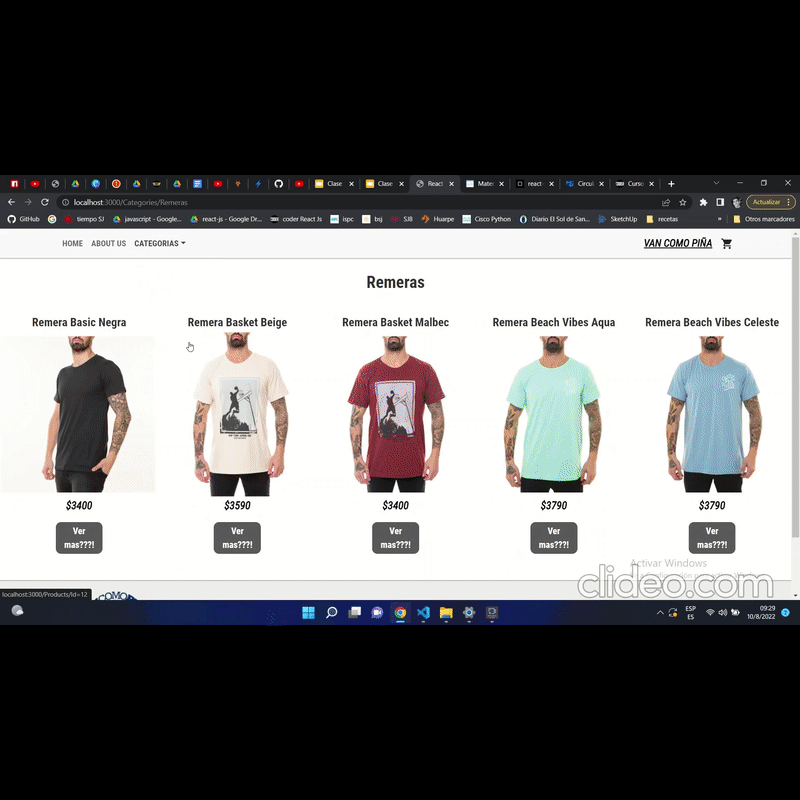 Clase
Clase
React
Mate
react-
Circui
Curso
localhost:3000/Categories/Remeras
Actualizar
GitHub
tiempo SJ
javascript - Google...
react-js - Google Dr...
coder React Js
ispc
bsj
SJ8
Huarpe
Cisco Python
Diario El Sol de San...
SketchUp
recetas
»
Otros marcadores
HOME
ABOUT US
CATEGORIAS
VAN COMO PIÑA
Remeras
Remera Basic Negra
Remera Basket Beige
Remera Basket Malbec
Remera Beach Vibes Aqua
Remera Beach Vibes Celeste
$3400
$3590
$3400
$3790
$3790
Ver
mas???!
Ver
mas???!
Ver
mas???!
Ver
mas???!
Ver
mas???!
Activar Windows
clideo.com
localhost:3000/Products/Id=12
COMO
ESP
ES
09:29
10/8/2022